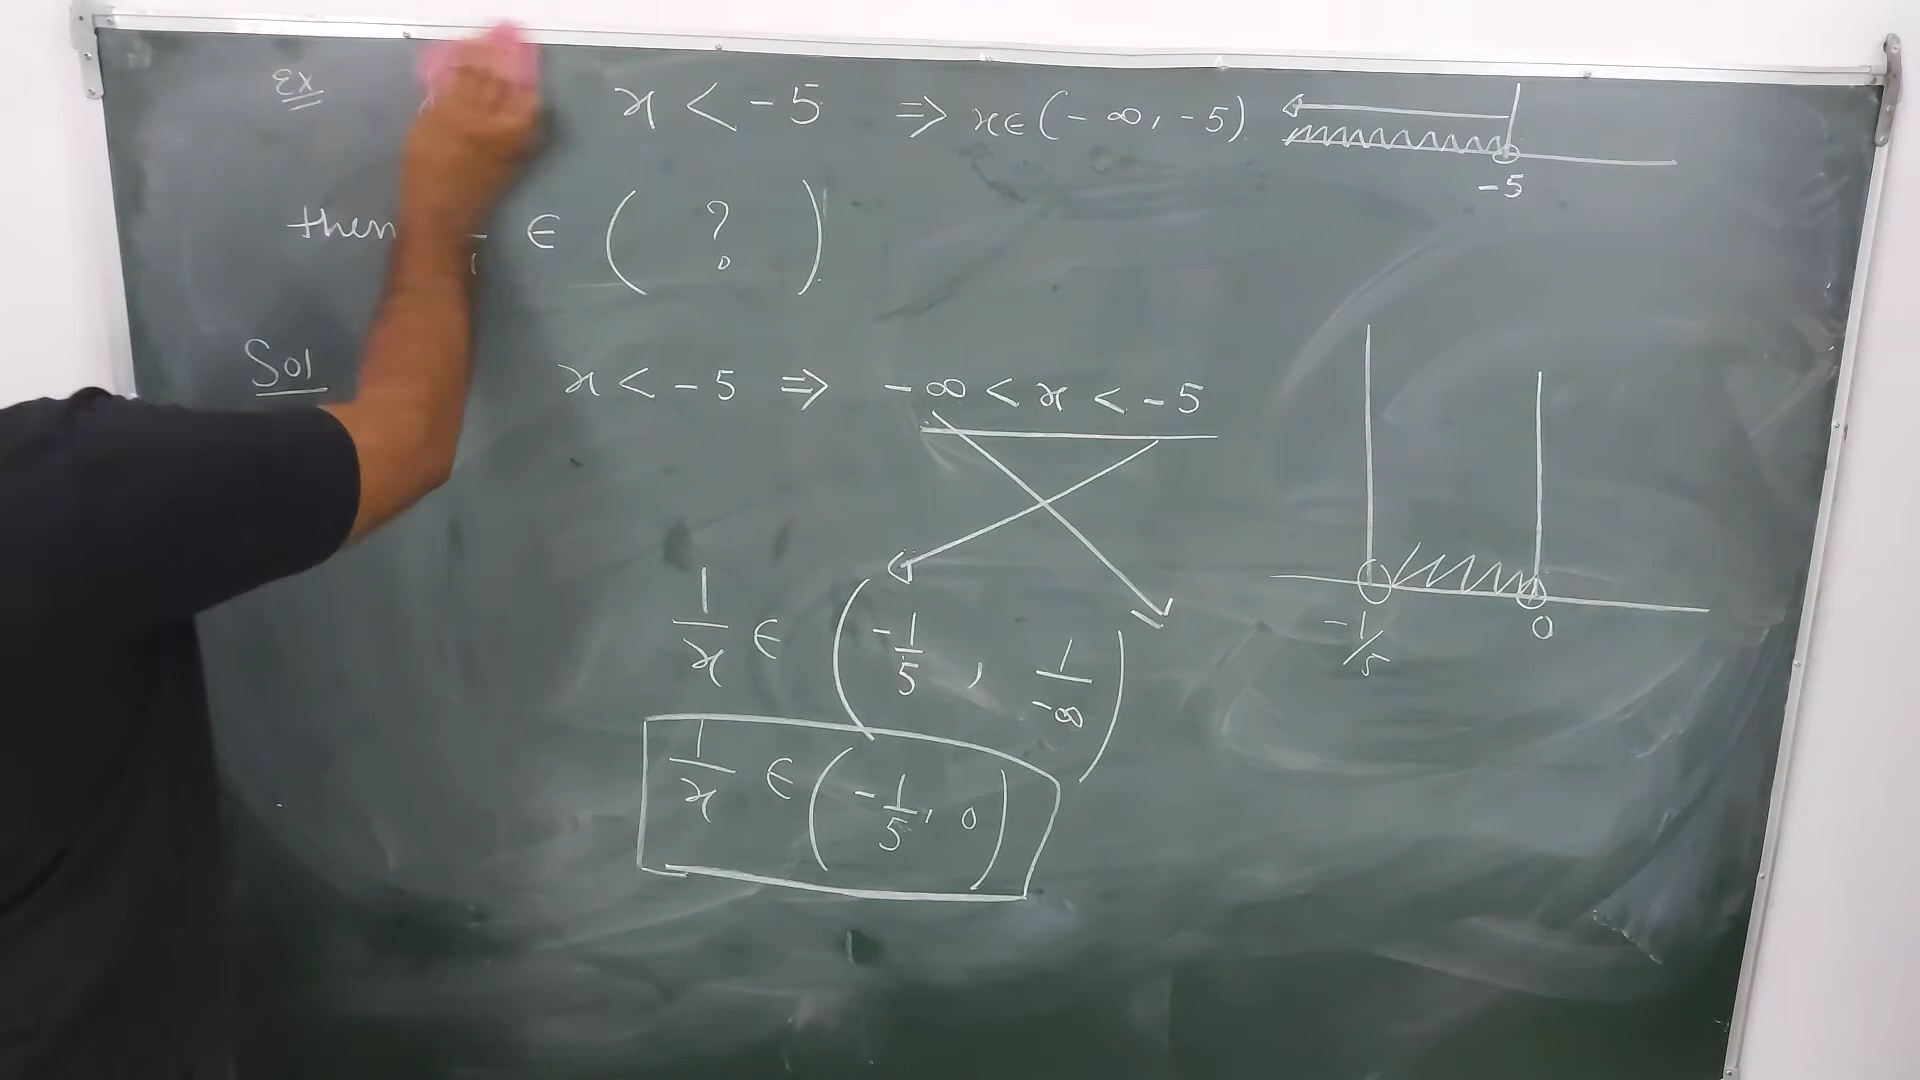 Ex x < -5 ⇒ x∈(-∞, -5).
-5
then ∈ ( ? )
Sol x < -5 ⇒ -∞ < x < -5
1/x ∈ (-1/5, 1/-∞)
-1/5 0
1/x ∈ (-1/5, 0)